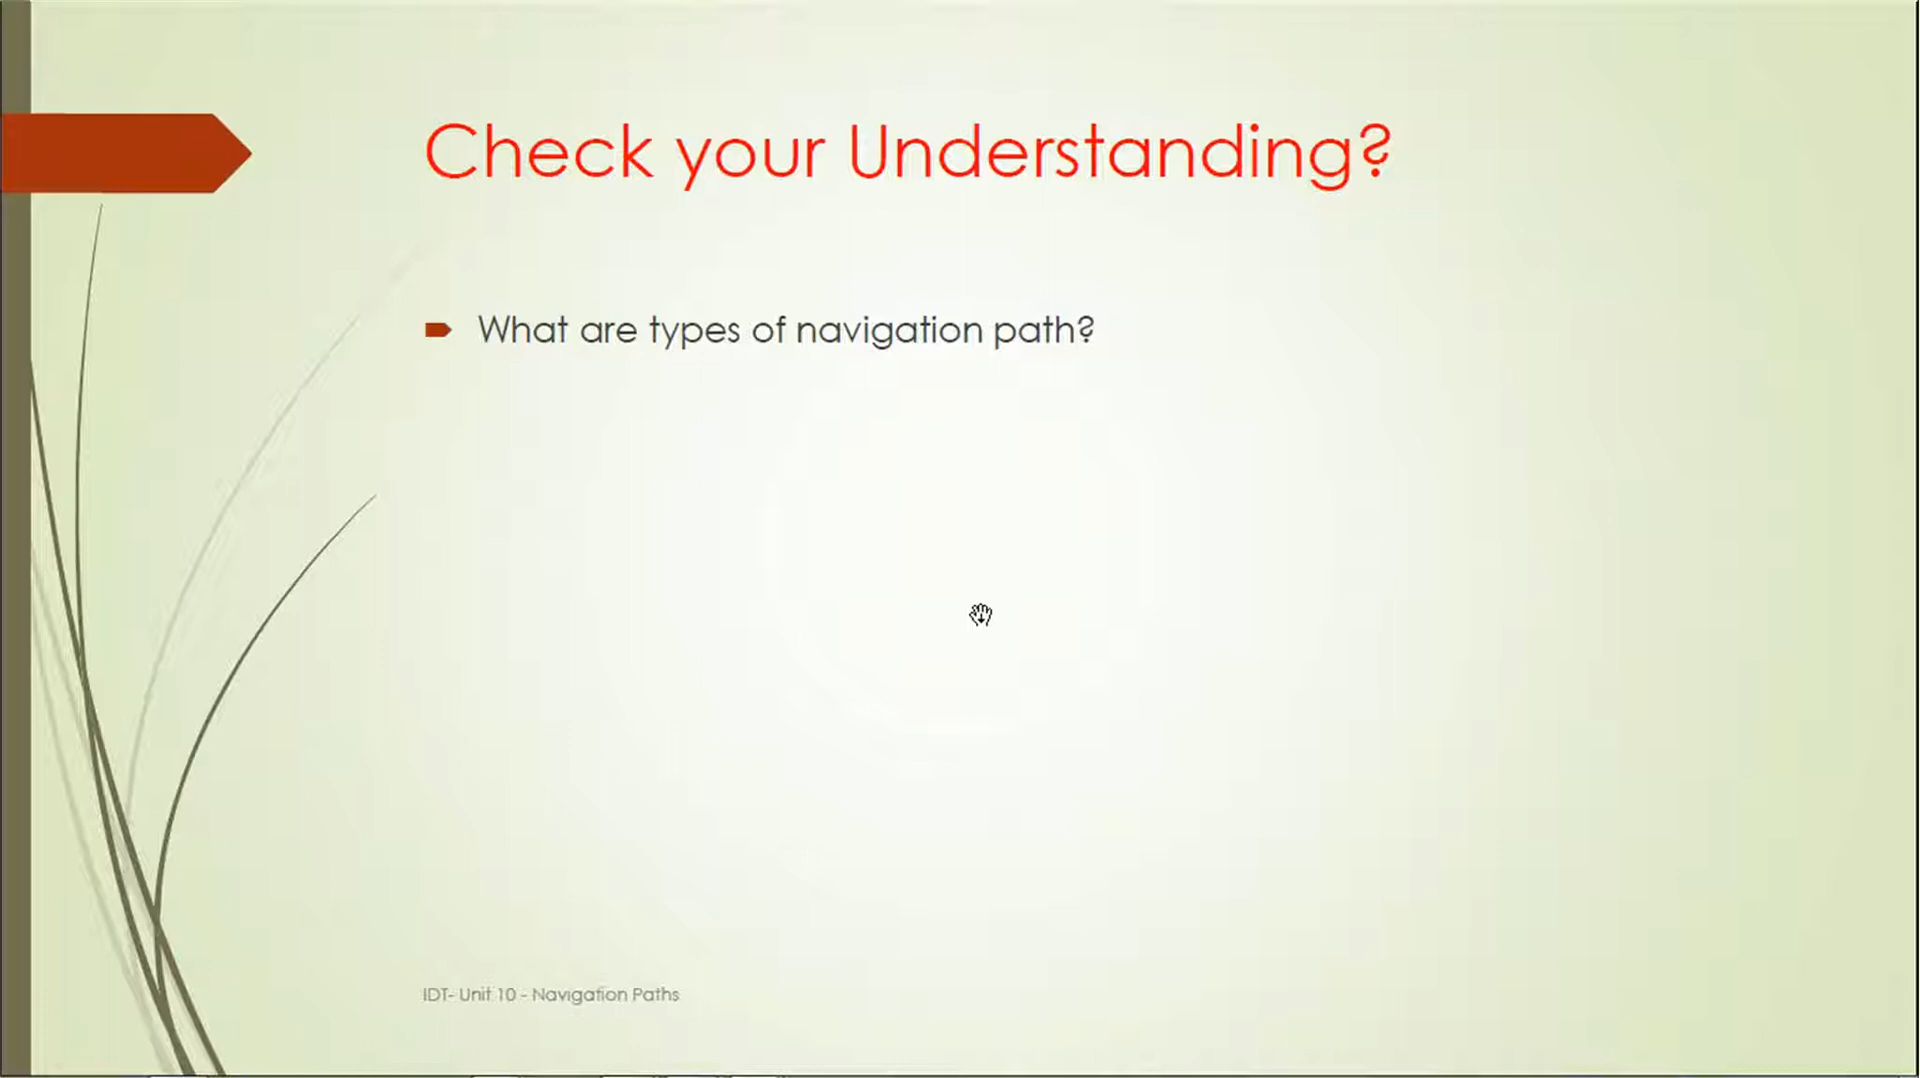 Check your Understanding?
What are types of navigation path?
IDT- Unit 10 - Navigation Paths